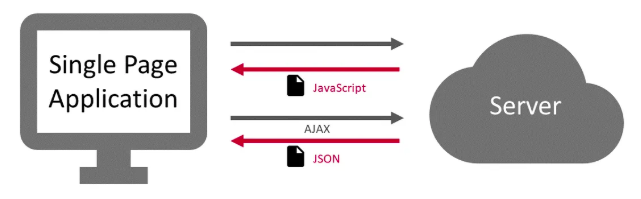 Single Page
Application
JavaScript
AJAX
JSON
Server